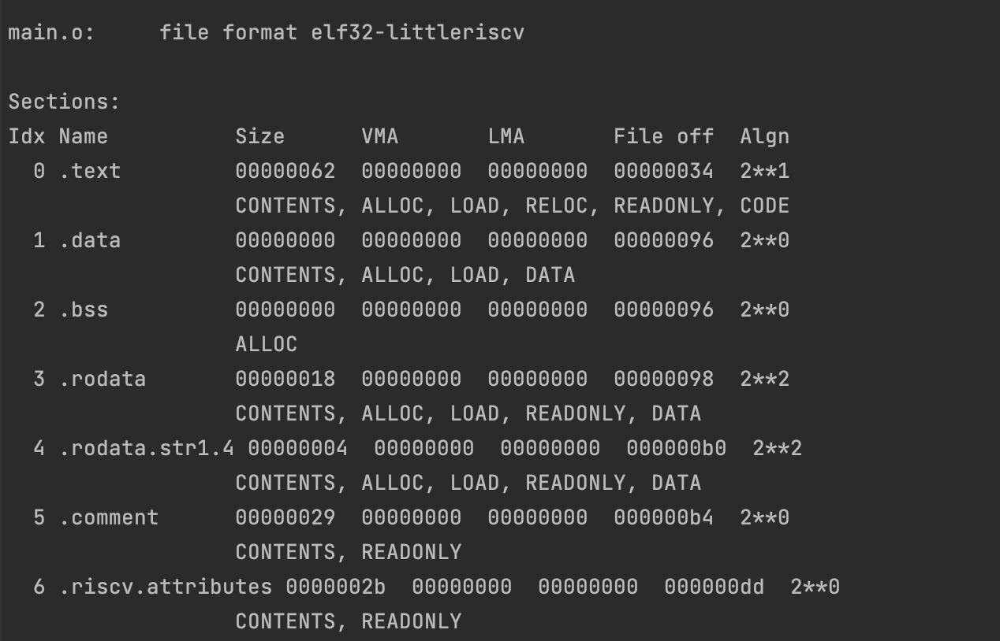 main.o:     file format elf32-littleriscv

Sections:
Idx Name          Size      VMA       LMA       File off  Algn
  0 .text         00000062  00000000  00000000  00000034  2**1
                  CONTENTS, ALLOC, LOAD, RELOC, READONLY, CODE
  1 .data         00000000  00000000  00000000  00000096  2**0
                  CONTENTS, ALLOC, LOAD, DATA
  2 .bss          00000000  00000000  00000000  00000096  2**0
                  ALLOC
  3 .rodata       00000018  00000000  00000000  00000098  2**2
                  CONTENTS, ALLOC, LOAD, READONLY, DATA
  4 .rodata.str1.4 00000004  00000000  00000000  000000b0  2**2
                  CONTENTS, ALLOC, LOAD, READONLY, DATA
  5 .comment      00000029  00000000  00000000  000000b4  2**0
                  CONTENTS, READONLY
  6 .riscv.attributes 0000002b  00000000  00000000  000000dd  2**0
                  CONTENTS, READONLY